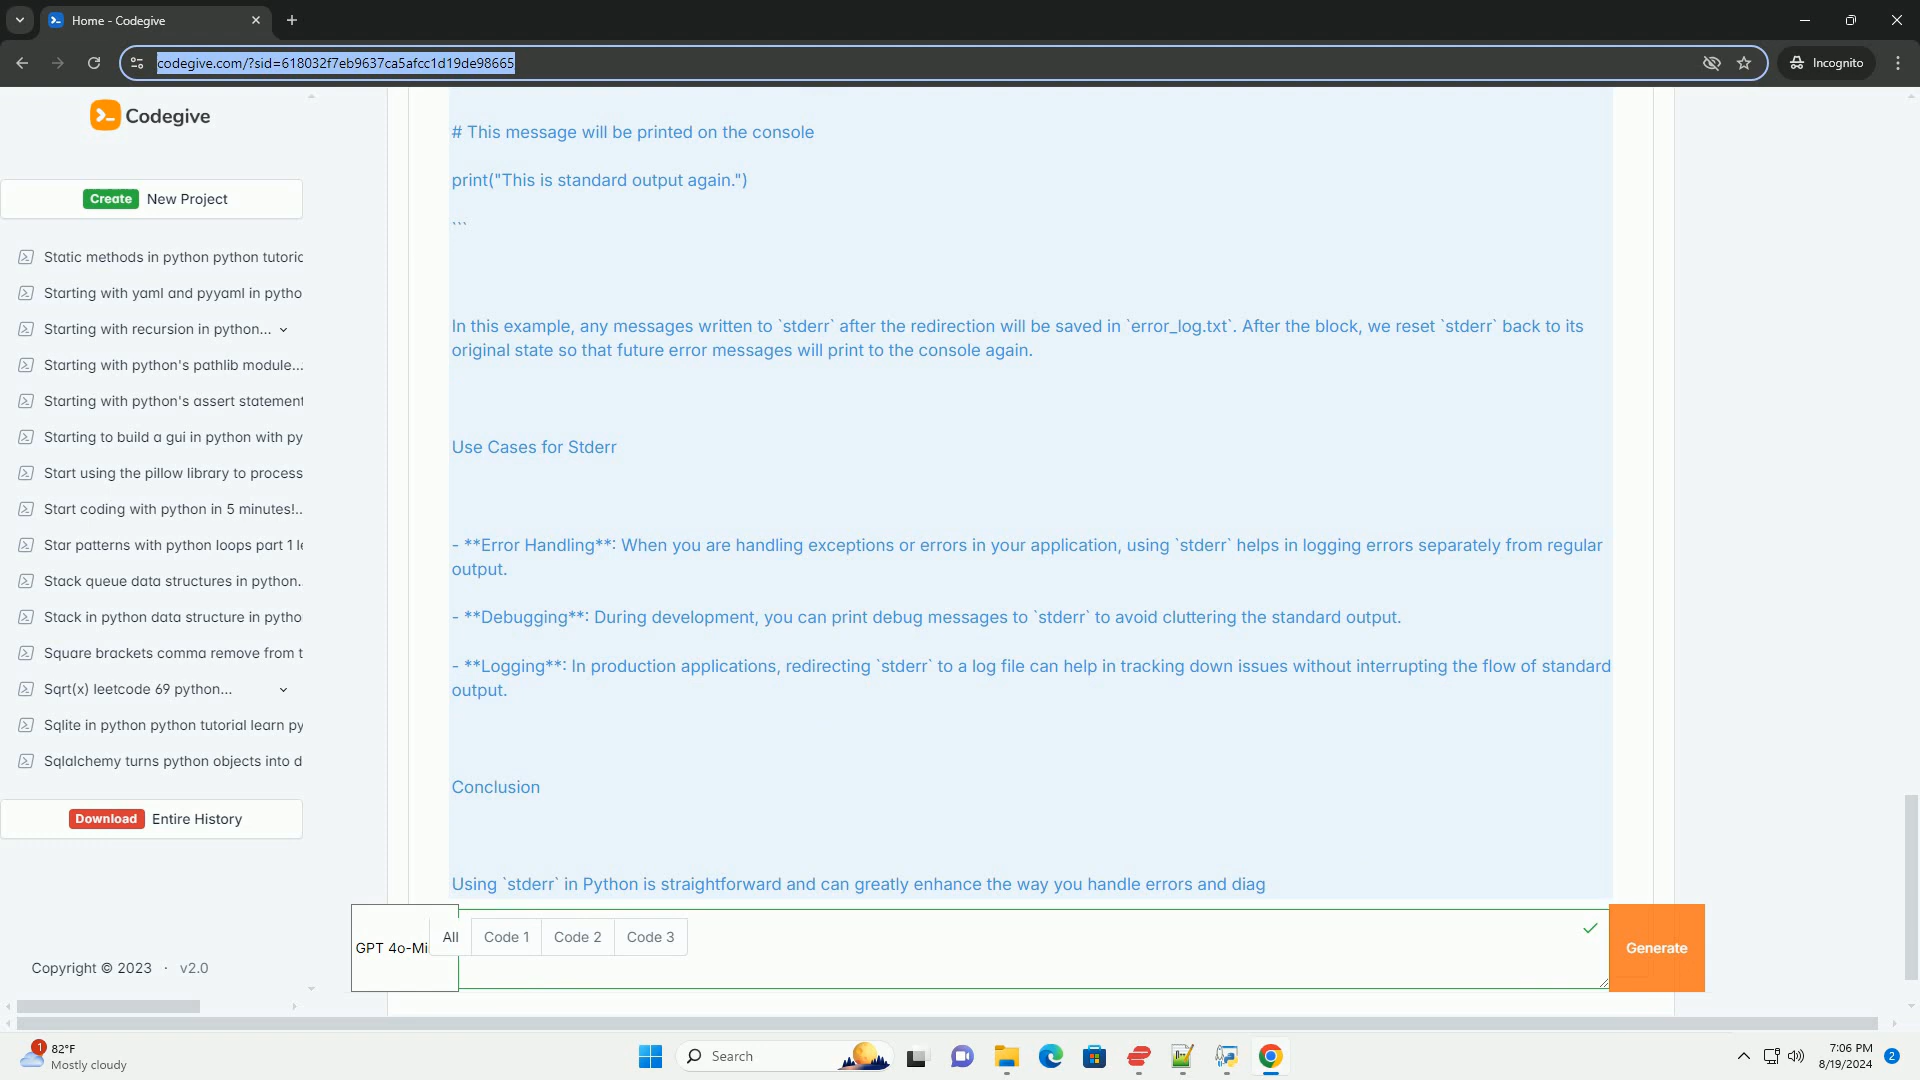 Home - Codegive
codegive.com/?sid=618032f7eb9637ca5afcc1d19de98665
Incognito
Codegive
Create New Project
Static methods in python python tutoric
Starting with yaml and pyyaml in pytho
Starting with recursion in python...
Starting with python's pathlib module...
Starting with python's assert statement
Starting to build a gui in python with py
Start using the pillow library to process
Start coding with python in 5 minutes!..
Star patterns with python loops part 1 le
Stack queue data structures in python..
Stack in python data structure in pytho
Square brackets comma remove from t
Sqrt(x) leetcode 69 python...
Sqlite in python python tutorial learn py
Sqlalchemy turns python objects into d
Download Entire History
Copyright © 2023 · v2.0
# This message will be printed on the console
print("This is standard output again.")
```
In this example, any messages written to `stderr` after the redirection will be saved in `error_log.txt`. After the block, we reset `stderr` back to its
original state so that future error messages will print to the console again.
Use Cases for Stderr
- **Error Handling**: When you are handling exceptions or errors in your application, using `stderr` helps in logging errors separately from regular
output.
- **Debugging**: During development, you can print debug messages to `stderr` to avoid cluttering the standard output.
- **Logging**: In production applications, redirecting `stderr` to a log file can help in tracking down issues without interrupting the flow of standard
output.
Conclusion
Using `stderr` in Python is straightforward and can greatly enhance the way you handle errors and diag
GPT 4o-Mi
All Code 1 Code 2 Code 3
Generate
1
82°F
Mostly cloudy
Search
7:06 PM
8/19/2024
2